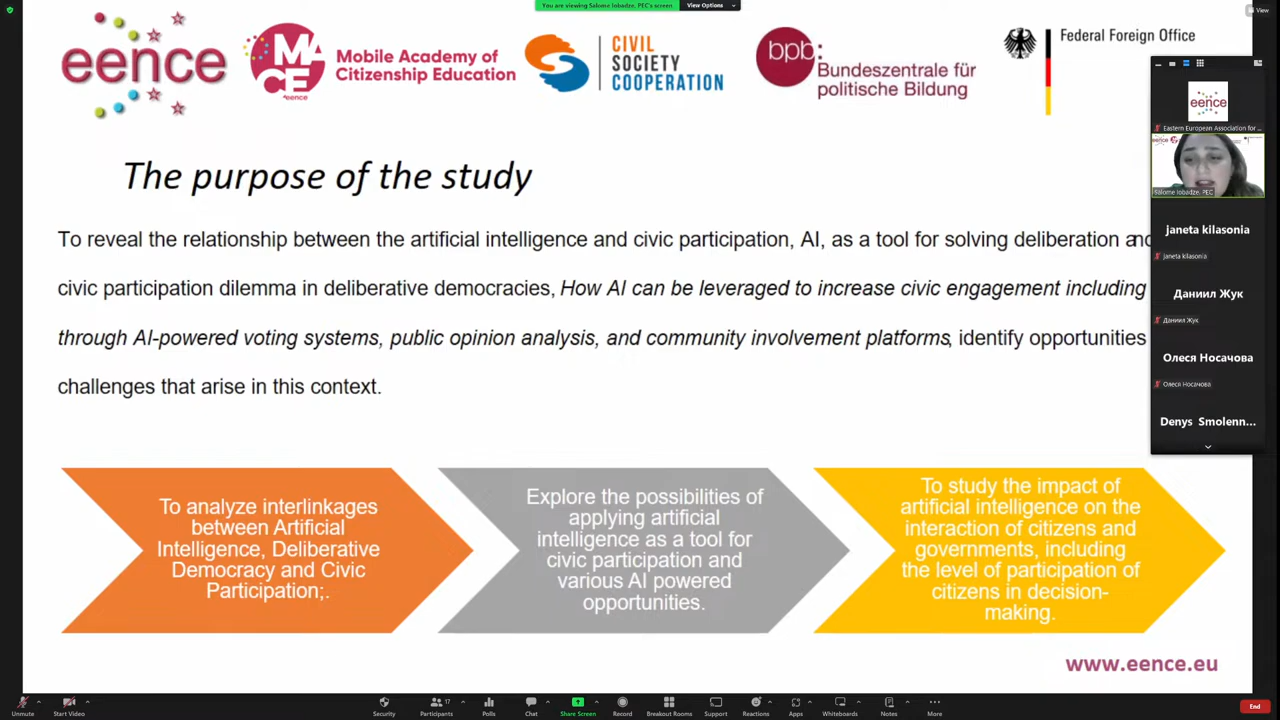 You are viewing Salome Iobadze, PEC's screen
View Options
View
eence
MACE
eence
Mobile Academy of
Citizenship Education
CIVIL
SOCIETY
COOPERATION
bpb:
Bundeszentrale für
politische Bildung
Federal Foreign Office
The purpose of the study
To reveal the relationship between the artificial intelligence and civic participation, AI, as a tool for solving deliberation and
civic participation dilemma in deliberative democracies, How AI can be leveraged to increase civic engagement including
through AI-powered voting systems, public opinion analysis, and community involvement platforms, identify opportunities
challenges that arise in this context.
To analyze interlinkages
between Artificial
Intelligence, Deliberative
Democracy and Civic
Participation;.
Explore the possibilities of
applying artificial
intelligence as a tool for
civic participation and
various AI powered
opportunities.
To study the impact of
artificial intelligence on the
interaction of citizens and
governments, including
the level of participation of
citizens in decision-
making.
www.eence.eu
eence
Eastern European Association for ...
Salome Iobadze, PEC
janeta kilasonia
janeta kilasonia
Даниил Жук
Даниил Жук
Олеся Носачова
Олеся Носачова
Denys Smolenn...
Unmute
Start Video
Security
Participants
17
Polls
Chat
Share Screen
Record
Breakout Rooms
Support
Reactions
Apps
Whiteboards
Notes
More
End